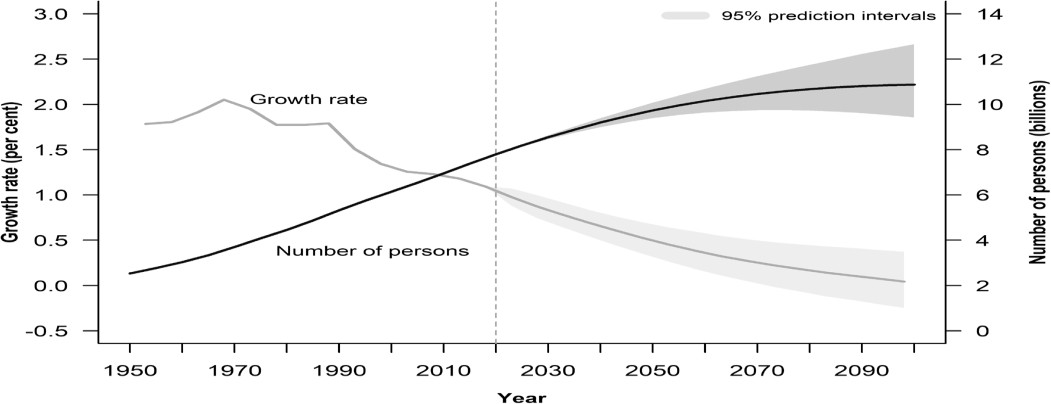 95% prediction intervals
3.0
2.5
2.0
1.5
1.0
0.5
0.0
-0.5
Growth rate (per cent)
Growth rate
Number of persons
14
12
10
8
6
4
2
0
Number of persons (billions)
1950 1970 1990 2010 2030 2050 2070 2090
Year